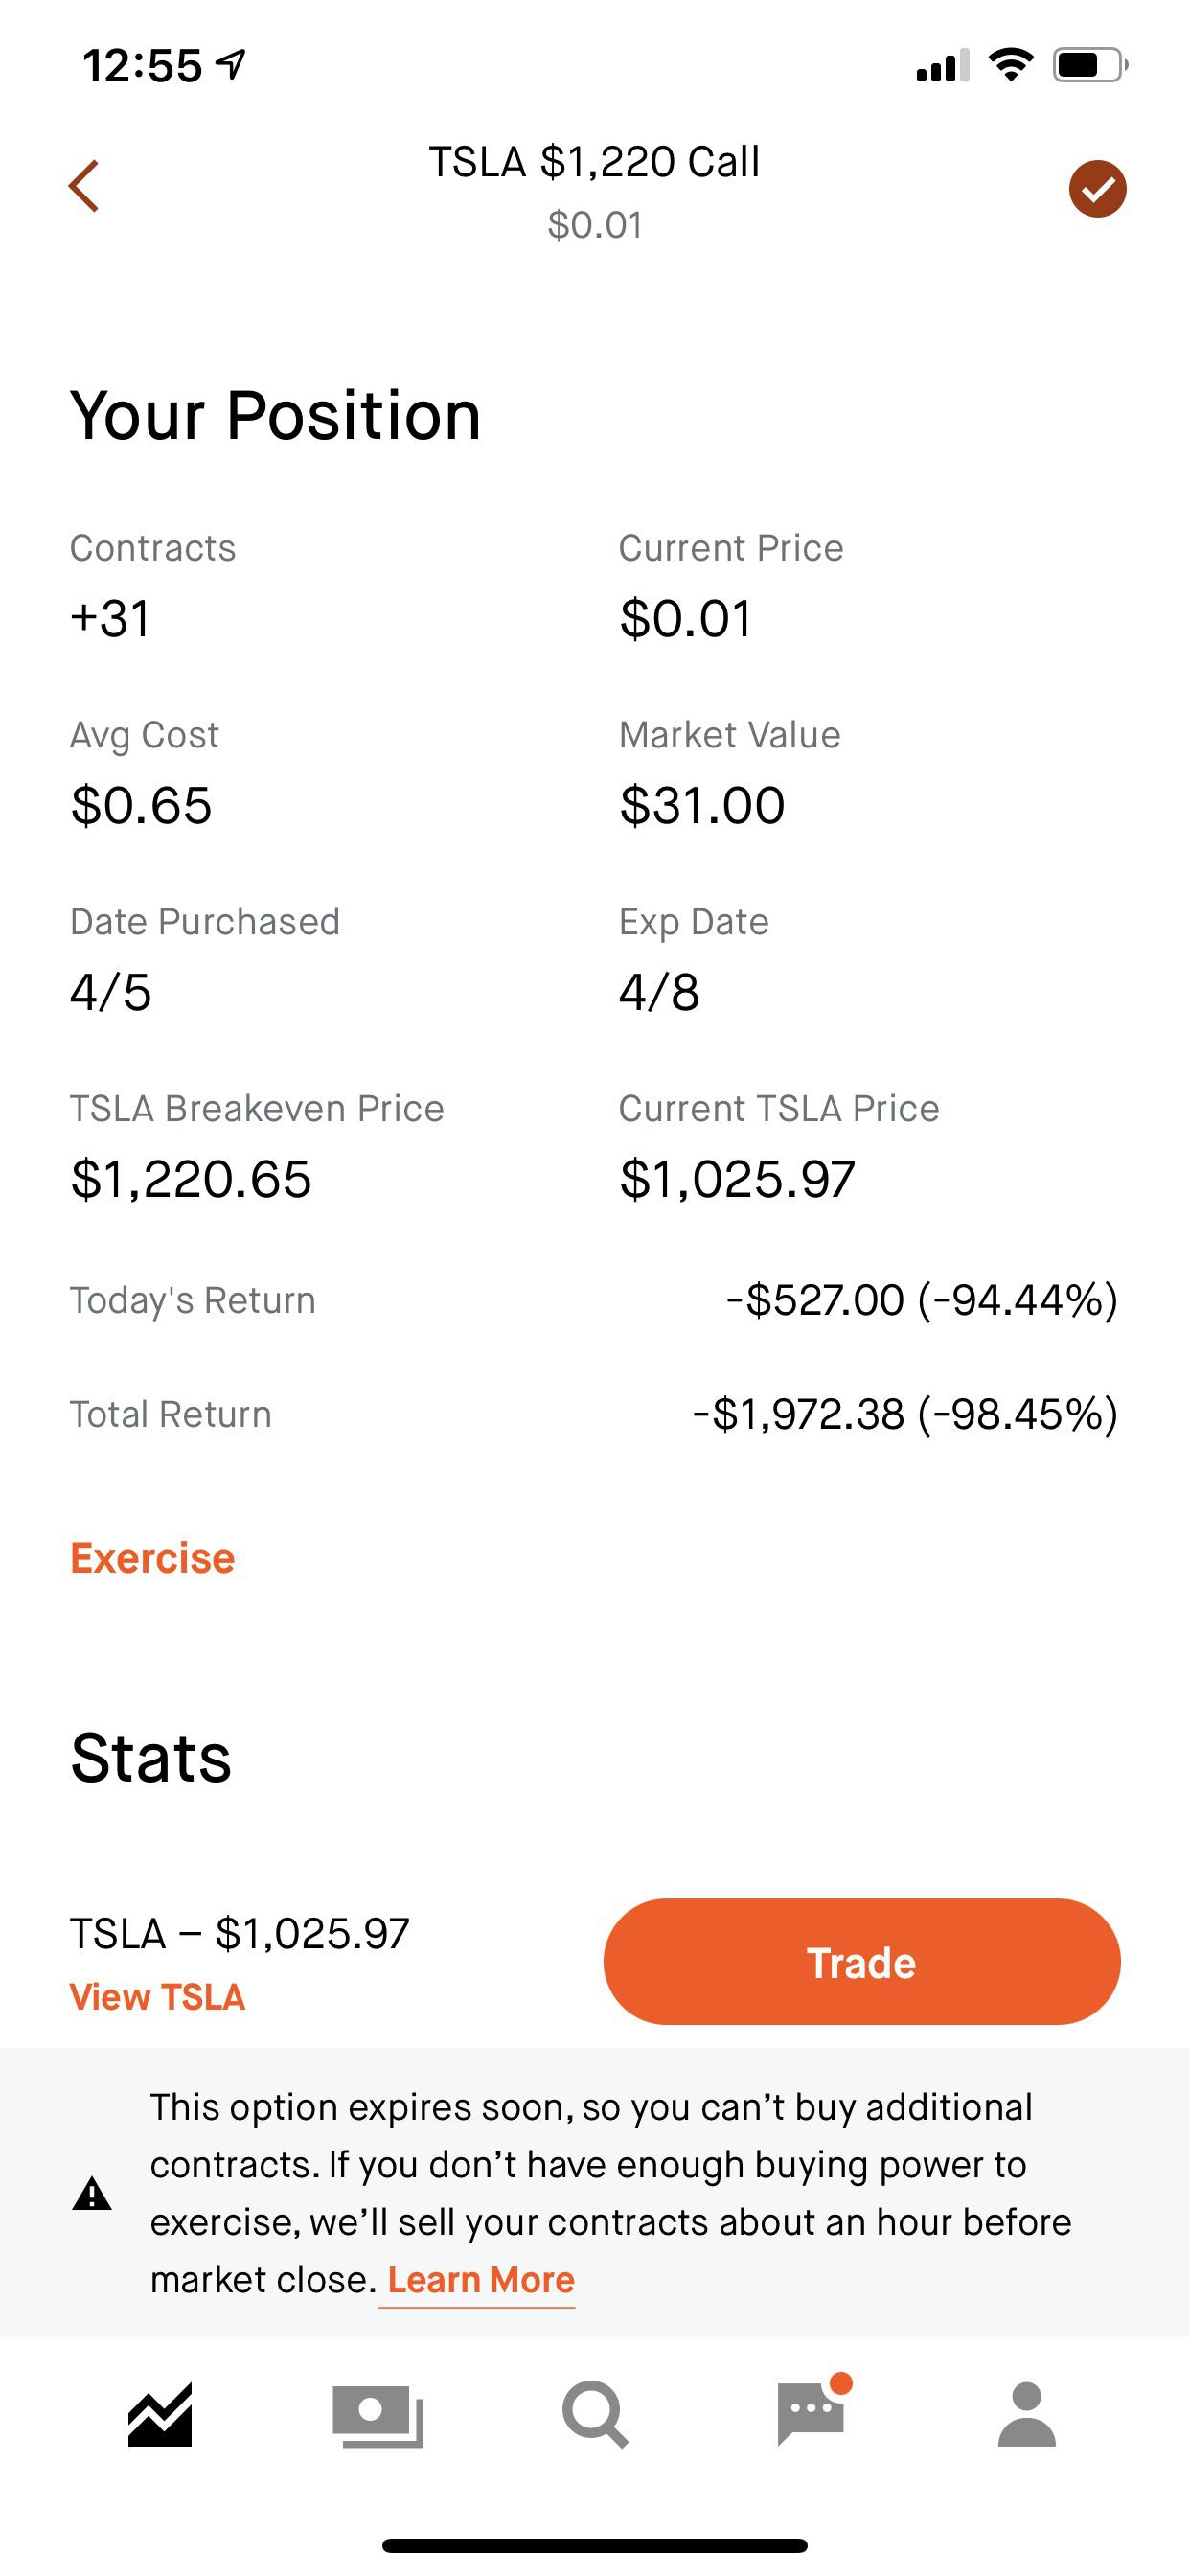 12:55
TSLA $1,220 Call
$0.01
Your Position
Contracts
+31
Current Price
$0.01
Avg Cost
$0.65
Market Value
$31.00
Date Purchased
4/5
Exp Date
4/8
TSLA Breakeven Price
$1,220.65
Current TSLA Price
$1,025.97
Today's Return
-$527.00 (-94.44%)
Total Return
-$1,972.38 (-98.45%)
Exercise
Stats
TSLA – $1,025.97
View TSLA
Trade
This option expires soon, so you can’t buy additional
contracts. If you don’t have enough buying power to
exercise, we’ll sell your contracts about an hour before
market close. Learn More